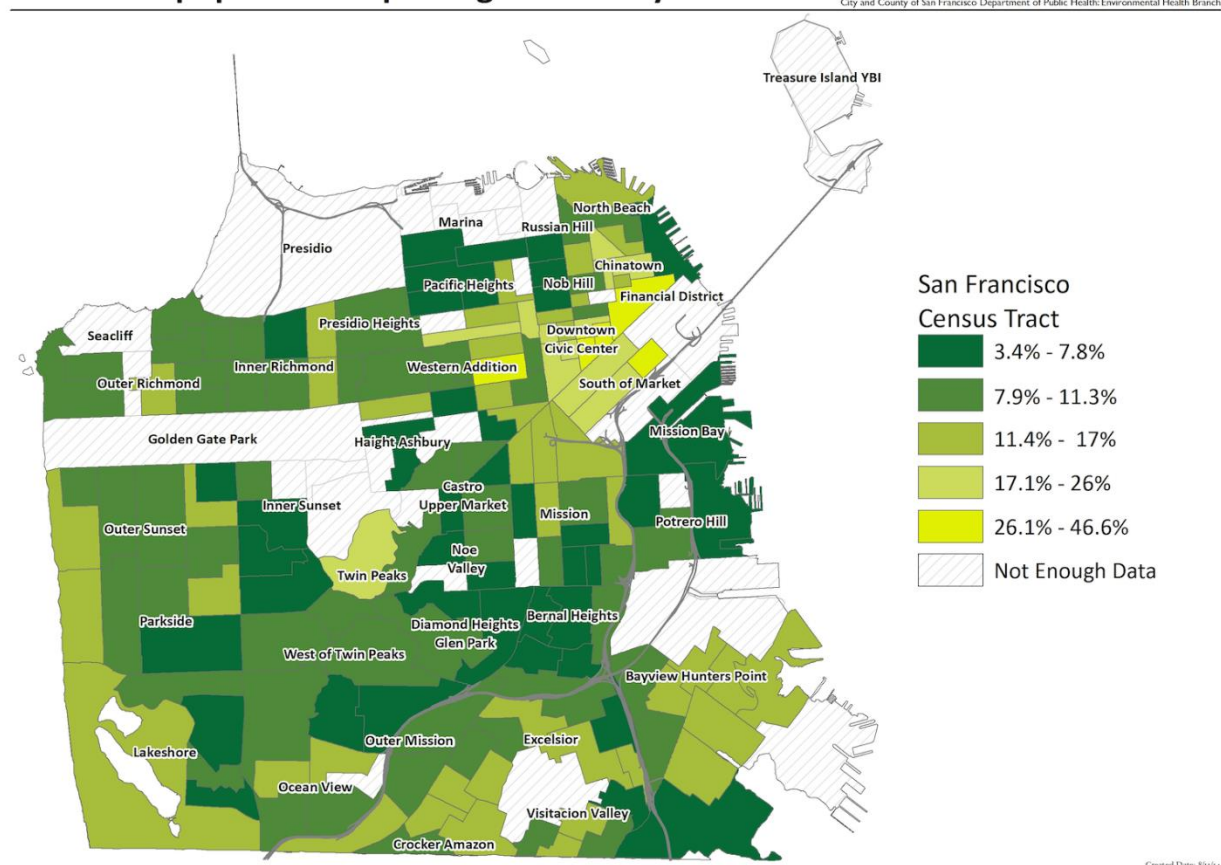 City and County of San Francisco Department of Public Health: Environmental Health Branch
Treasure Island YBI
North Beach
Marina
Russian Hill
Presidio
Chinatown
Pacific Heights
Nob Hill
Financial District
Seacliff
Presidio Heights
Downtown
Civic Center
Inner Richmond
Western Addition
Outer Richmond
South of Market
Golden Gate Park
Haight Ashbury
Mission Bay
Castro
Upper Market
Inner Sunset
Mission
Outer Sunset
Potrero Hill
Noe
Valley
Twin Peaks
Parkside
Diamond Heights
Glen Park
Bernal Heights
West of Twin Peaks
Bayview Hunters Point
Lakeshore
Outer Mission
Excelsior
Ocean View
Visitacion Valley
Crocker Amazon
San Francisco
Census Tract
3.4% - 7.8%
7.9% - 11.3%
11.4% - 17%
17.1% - 26%
26.1% - 46.6%
Not Enough Data